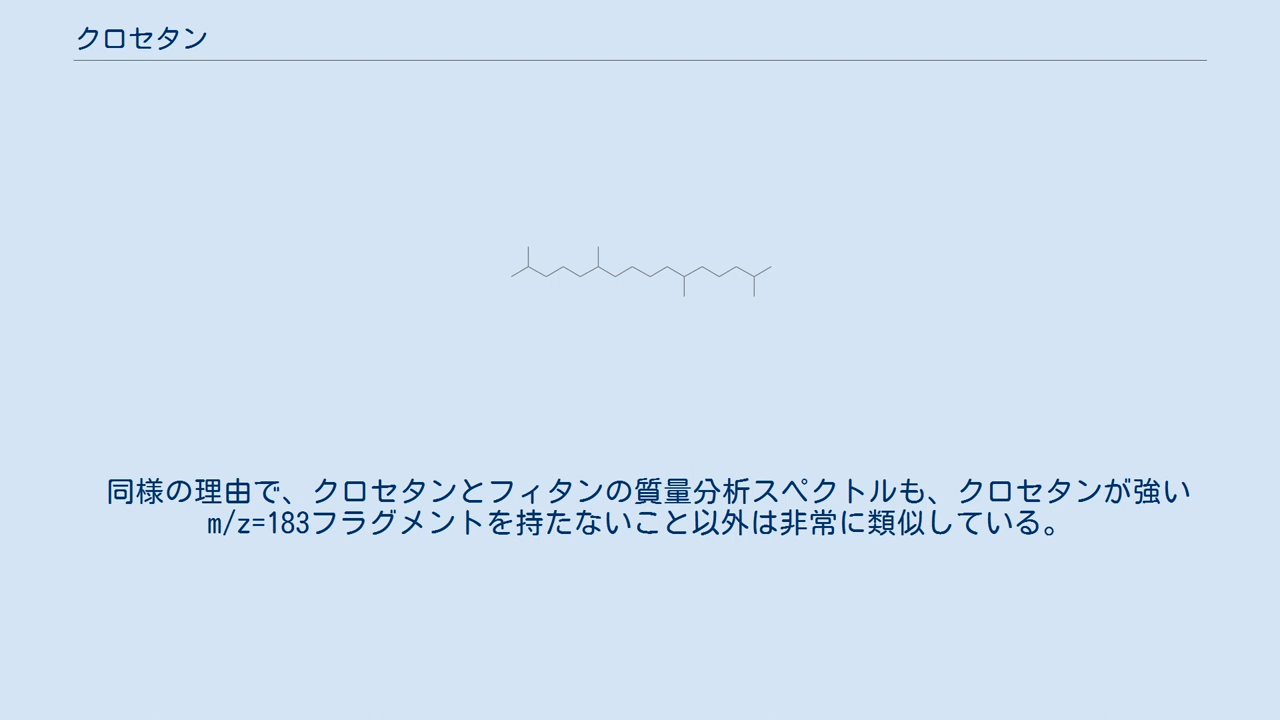 クロセタン
同様の理由で、クロセタンとフィタンの質量分析スペクトルも、クロセタンが強い
m/z=183フラグメントを持たないこと以外は非常に類似している。